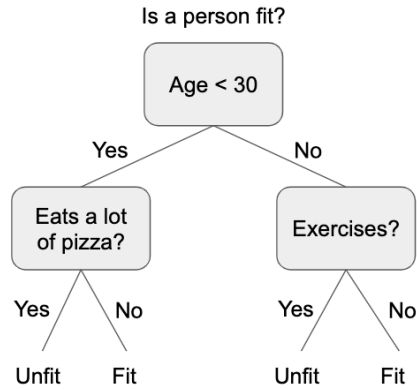 Is a person fit?
Age < 30
Yes
No
Eats a lot
of pizza?
Exercises?
Yes
No
Yes
No
Unfit
Fit
Unfit
Fit